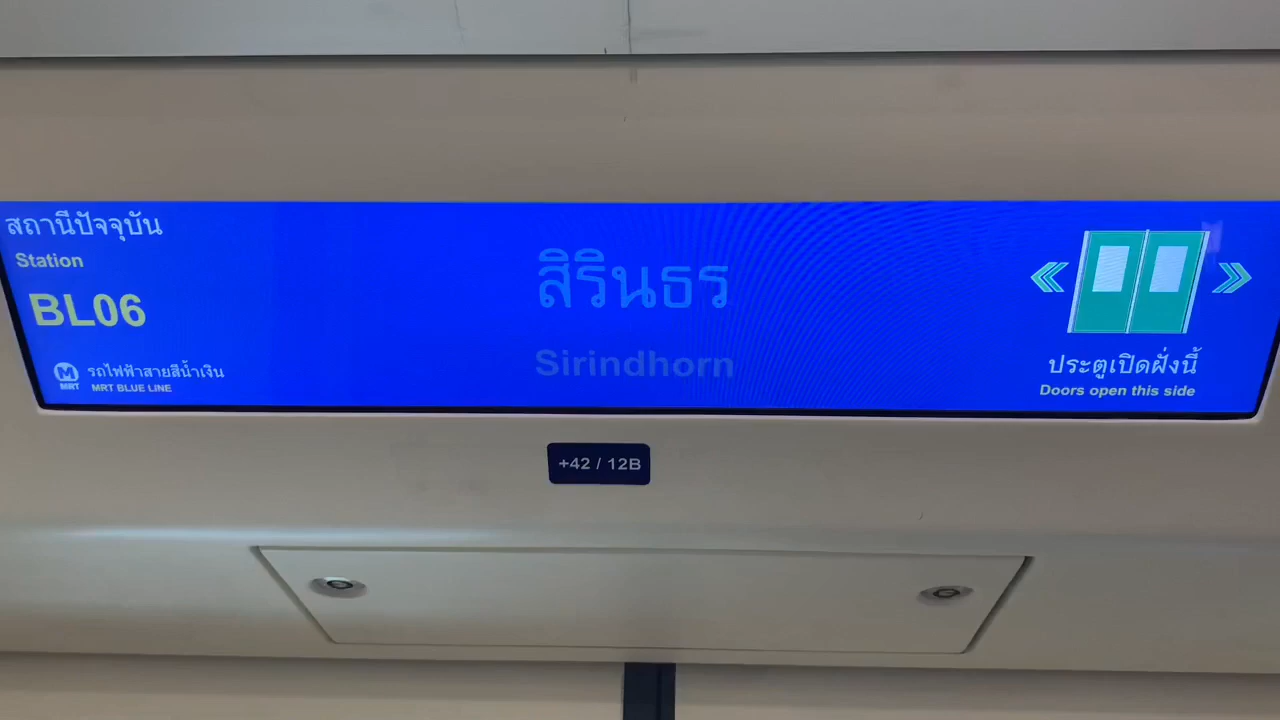 สถานีปัจจุบัน
Station
BL06
MRT
รถไฟฟ้าสายสีน้ำเงิน
MRT BLUE LINE
สิรินธร
Sirindhorn
ประตูเปิดฝั่งนี้
Doors open this side
+42 / 12B